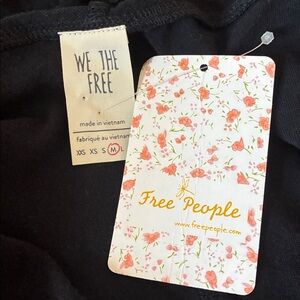 WE THE
FREE
made in vietnam
fabriqué au vietnam
XXS XS S M L
Free People
www.freepeople.com